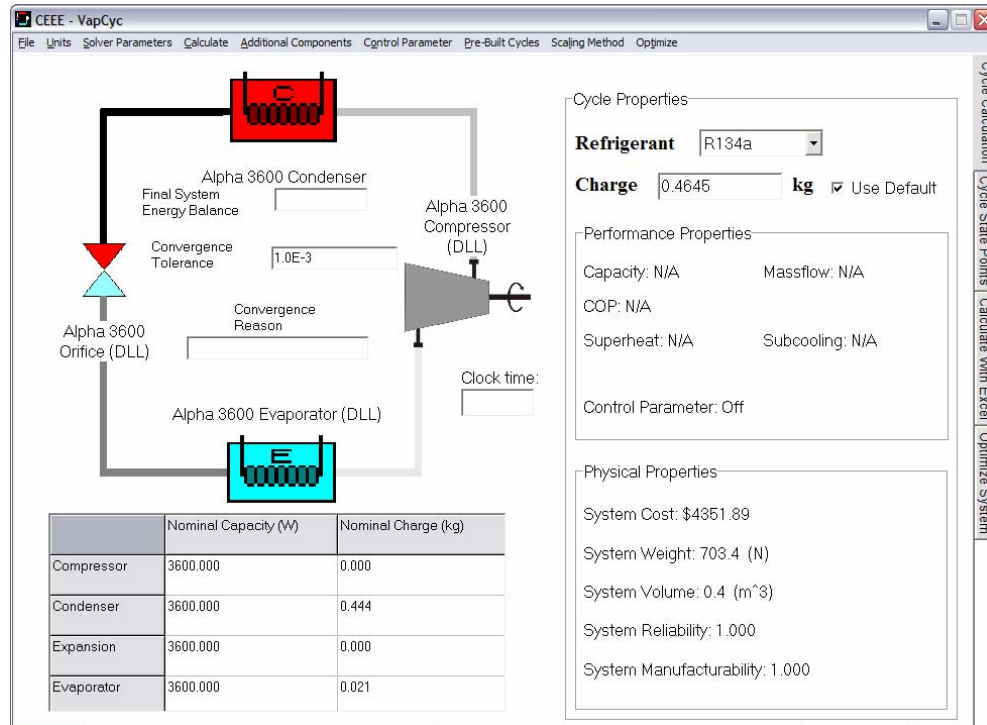 CEEE - VapCyc
File Units Solver Parameters Calculate Additional Components Control Parameter Pre-Built Cycles Scaling Method Optimize
C
Alpha 3600 Condenser
Final System
Energy Balance
Convergence
Tolerance
1.0E-3
Alpha 3600
Compressor
(DLL)
Alpha 3600
Orifice (DLL)
Convergence
Reason
Clock time:
Alpha 3600 Evaporator (DLL)
E
Nominal Capacity (W) Nominal Charge (kg)
Compressor 3600.000 0.000
Condenser 3600.000 0.444
Expansion 3600.000 0.000
Evaporator 3600.000 0.021
Cycle Properties
Refrigerant R134a
Charge 0.4645 kg Use Default
Performance Properties
Capacity: N/A Massflow: N/A
COP: N/A
Superheat: N/A Subcooling: N/A
Control Parameter: Off
Physical Properties
System Cost: $4351.89
System Weight: 703.4 (N)
System Volume: 0.4 (m^3)
System Reliability: 1.000
System Manufacturability: 1.000
Cycle Calculation
Cycle State Points
Calculate With Excel
Optimize System